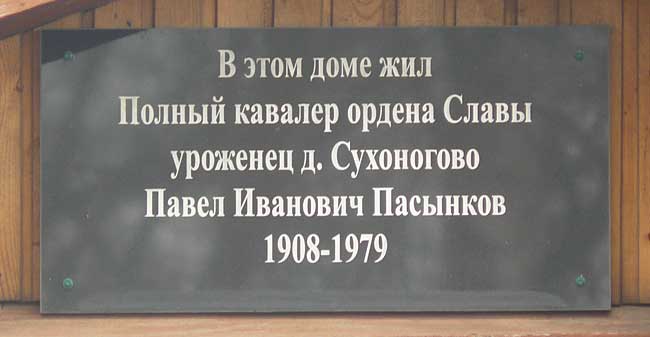 В этом доме жил
Полный кавалер ордена Славы
уроженец д. Сухоногово
Павел Иванович Пасынков
1908-1979